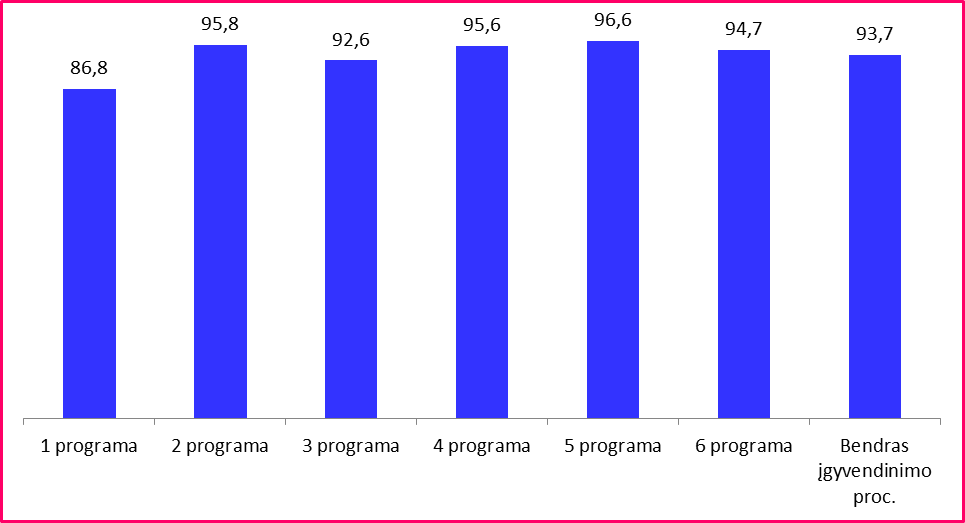 86,8
95,8
92,6
95,6
96,6
94,7
93,7
1 programa
2 programa
3 programa
4 programa
5 programa
6 programa
Bendras
įgyvendinimo
proc.